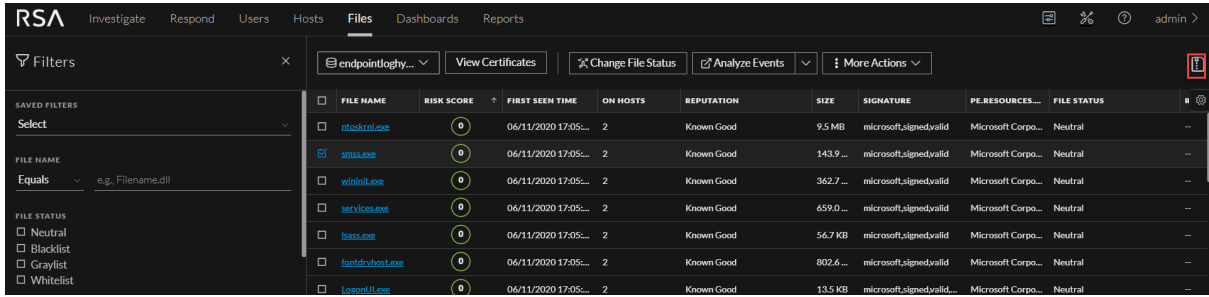 RSA Investigate Respond Users Hosts Files Dashboards Reports admin >
Filters
endpointloghy... View Certificates Change File Status Analyze Events More Actions
SAVED FILTERS
Select
FILE NAME
Equals e.g., Filename.dll
FILE STATUS
Neutral
Blacklist
Graylist
Whitelist
FILE NAME RISK SCORE FIRST SEEN TIME ON HOSTS REPUTATION SIZE SIGNATURE PE.RESOURCES.... FILE STATUS
ntoskrnl.exe 0 06/11/2020 17:05:... 2 Known Good 9.5 MB microsoft,signed,valid Microsoft Corpo... Neutral --
smss.exe 0 06/11/2020 17:05:... 2 Known Good 143.9 ... microsoft,signed,valid Microsoft Corpo... Neutral --
wininit.exe 0 06/11/2020 17:05:... 2 Known Good 362.7 ... microsoft,signed,valid Microsoft Corpo... Neutral --
services.exe 0 06/11/2020 17:05:... 2 Known Good 659.0 ... microsoft,signed,valid Microsoft Corpo... Neutral --
lsass.exe 0 06/11/2020 17:05:... 2 Known Good 56.7 KB microsoft,signed,valid Microsoft Corpo... Neutral --
fontdrvhost.exe 0 06/11/2020 17:05:... 2 Known Good 802.6 ... microsoft,signed,valid Microsoft Corpo... Neutral --
LogonUI.exe 0 06/11/2020 17:05:... 2 Known Good 13.5 KB microsoft,signed,valid,... Microsoft Corpo... Neutral --